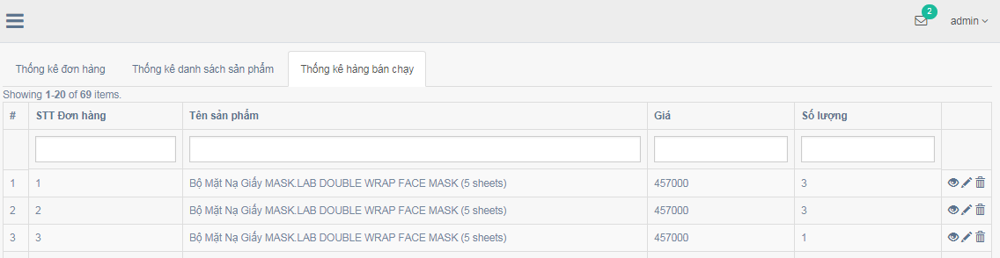 2
admin
Thống kê đơn hàng Thống kê danh sách sản phẩm Thống kê hàng bán chạy
Showing 1-20 of 69 items.
# STT Đơn hàng Tên sản phẩm Giá Số lượng
1 1 Bộ Mặt Nạ Giấy MASK.LAB DOUBLE WRAP FACE MASK (5 sheets) 457000 3
2 2 Bộ Mặt Nạ Giấy MASK.LAB DOUBLE WRAP FACE MASK (5 sheets) 457000 3
3 3 Bộ Mặt Nạ Giấy MASK.LAB DOUBLE WRAP FACE MASK (5 sheets) 457000 1